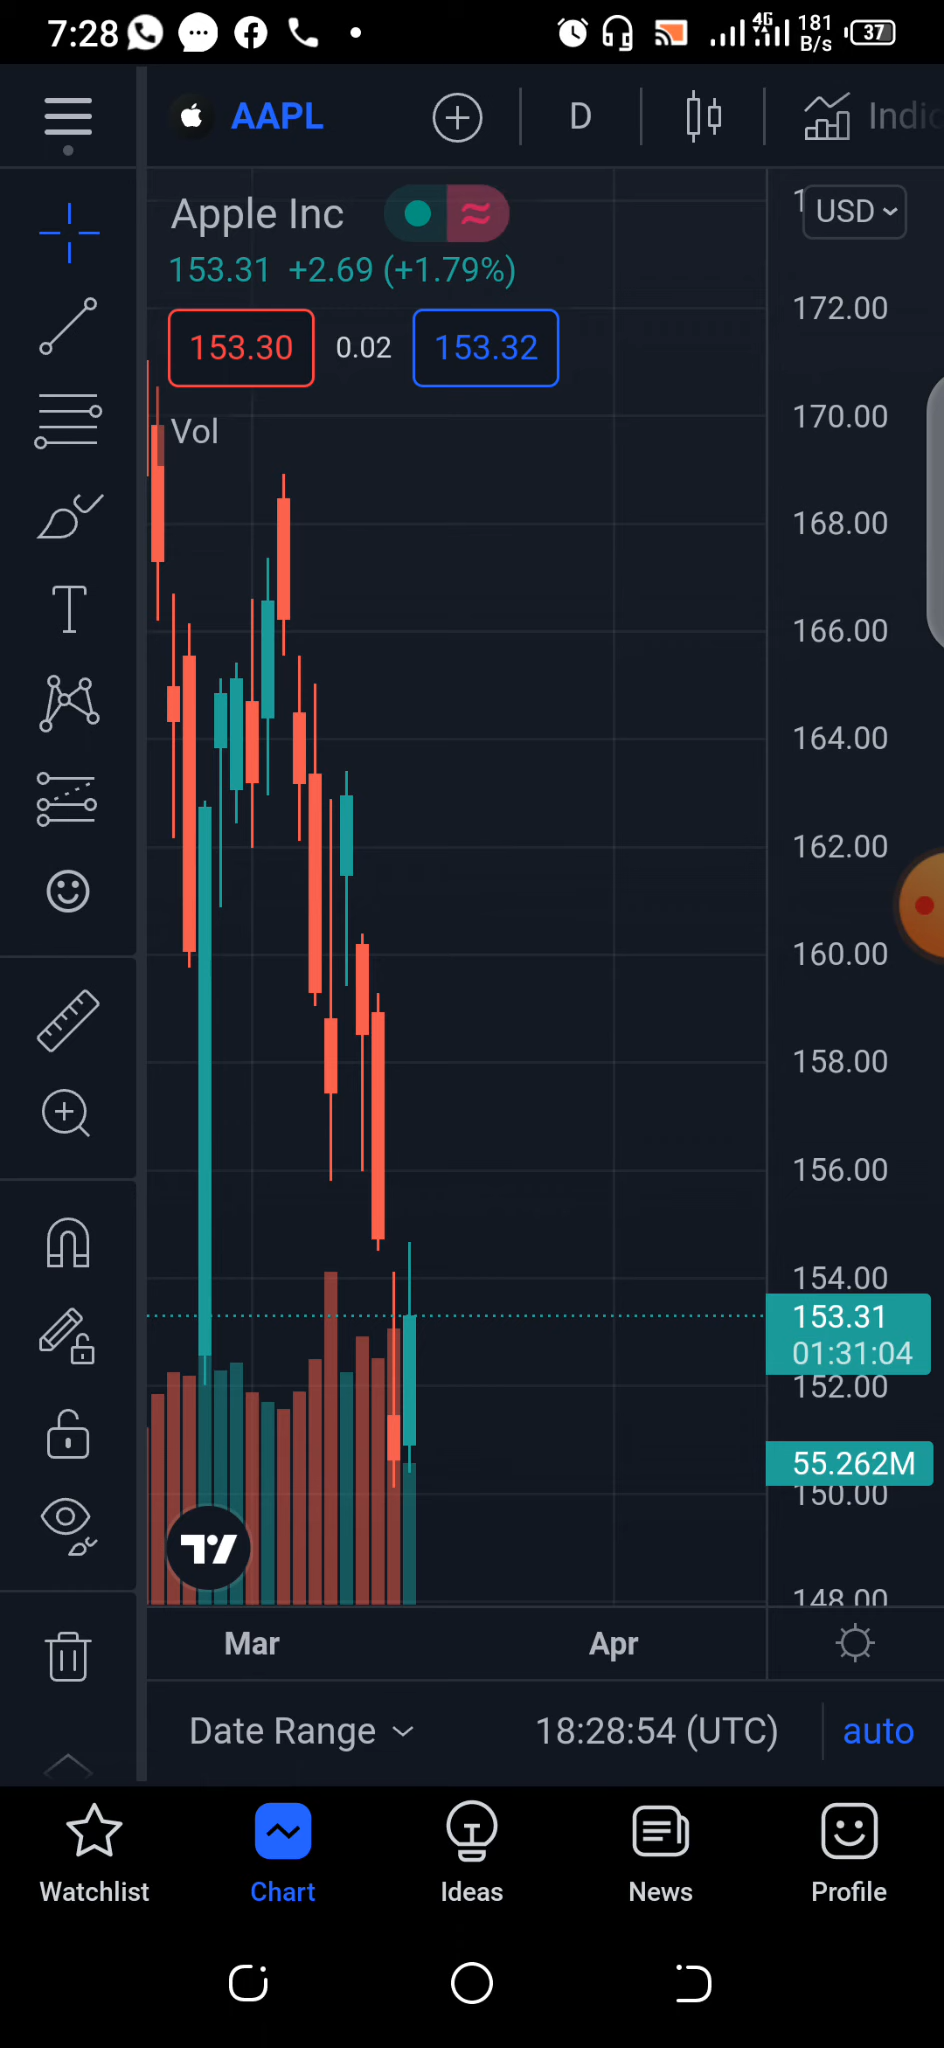 7:28 4G 181 B/s 37
AAPL D Indic
Apple Inc USD
153.31 +2.69 (+1.79%)
153.30 0.02 153.32
Vol
172.00
170.00
168.00
166.00
164.00
162.00
160.00
158.00
156.00
154.00
153.31
01:31:04
152.00
55.262M
150.00
148.00
Mar Apr
Date Range 18:28:54 (UTC) auto
Watchlist Chart Ideas News Profile